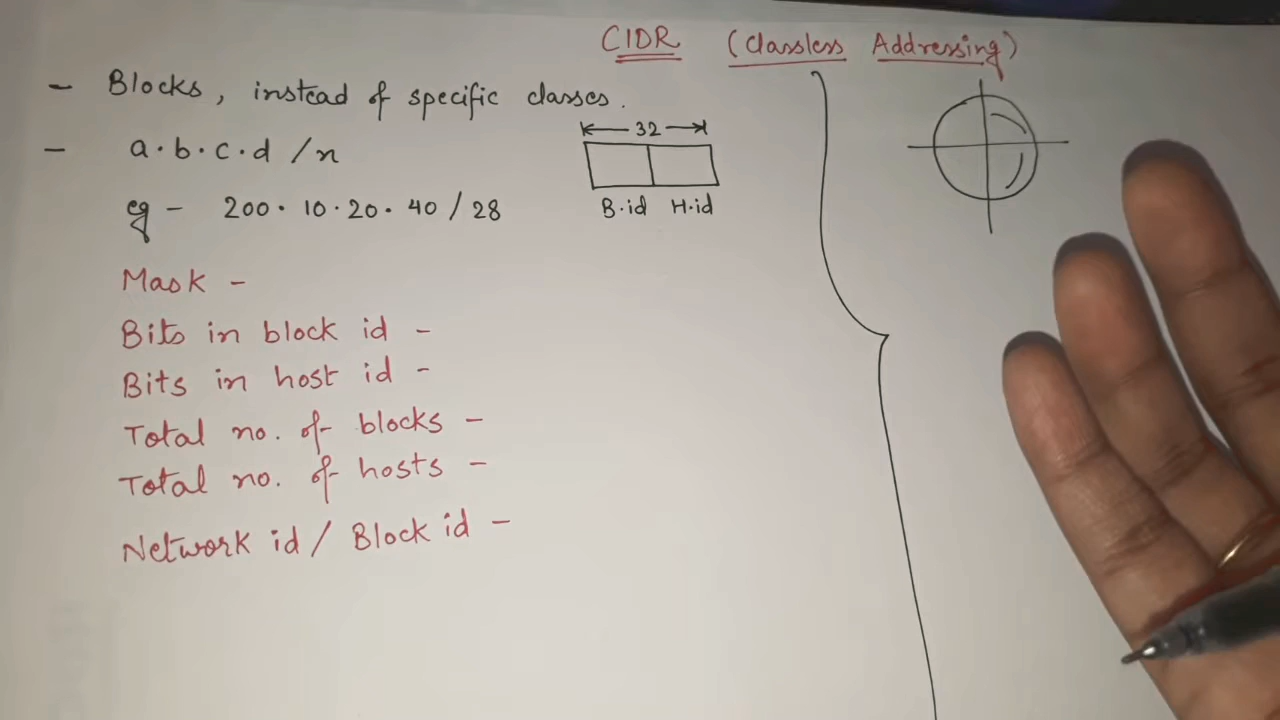 CIDR (Classless Addressing)
- Blocks, instead of specific classes.
- a.b.c.d /n
32
B.id H.id
eg - 200.10.20.40/28
Mask -
Bits in block id -
Bits in host id -
Total no. of blocks -
Total no. of hosts -
Network id / Block id -